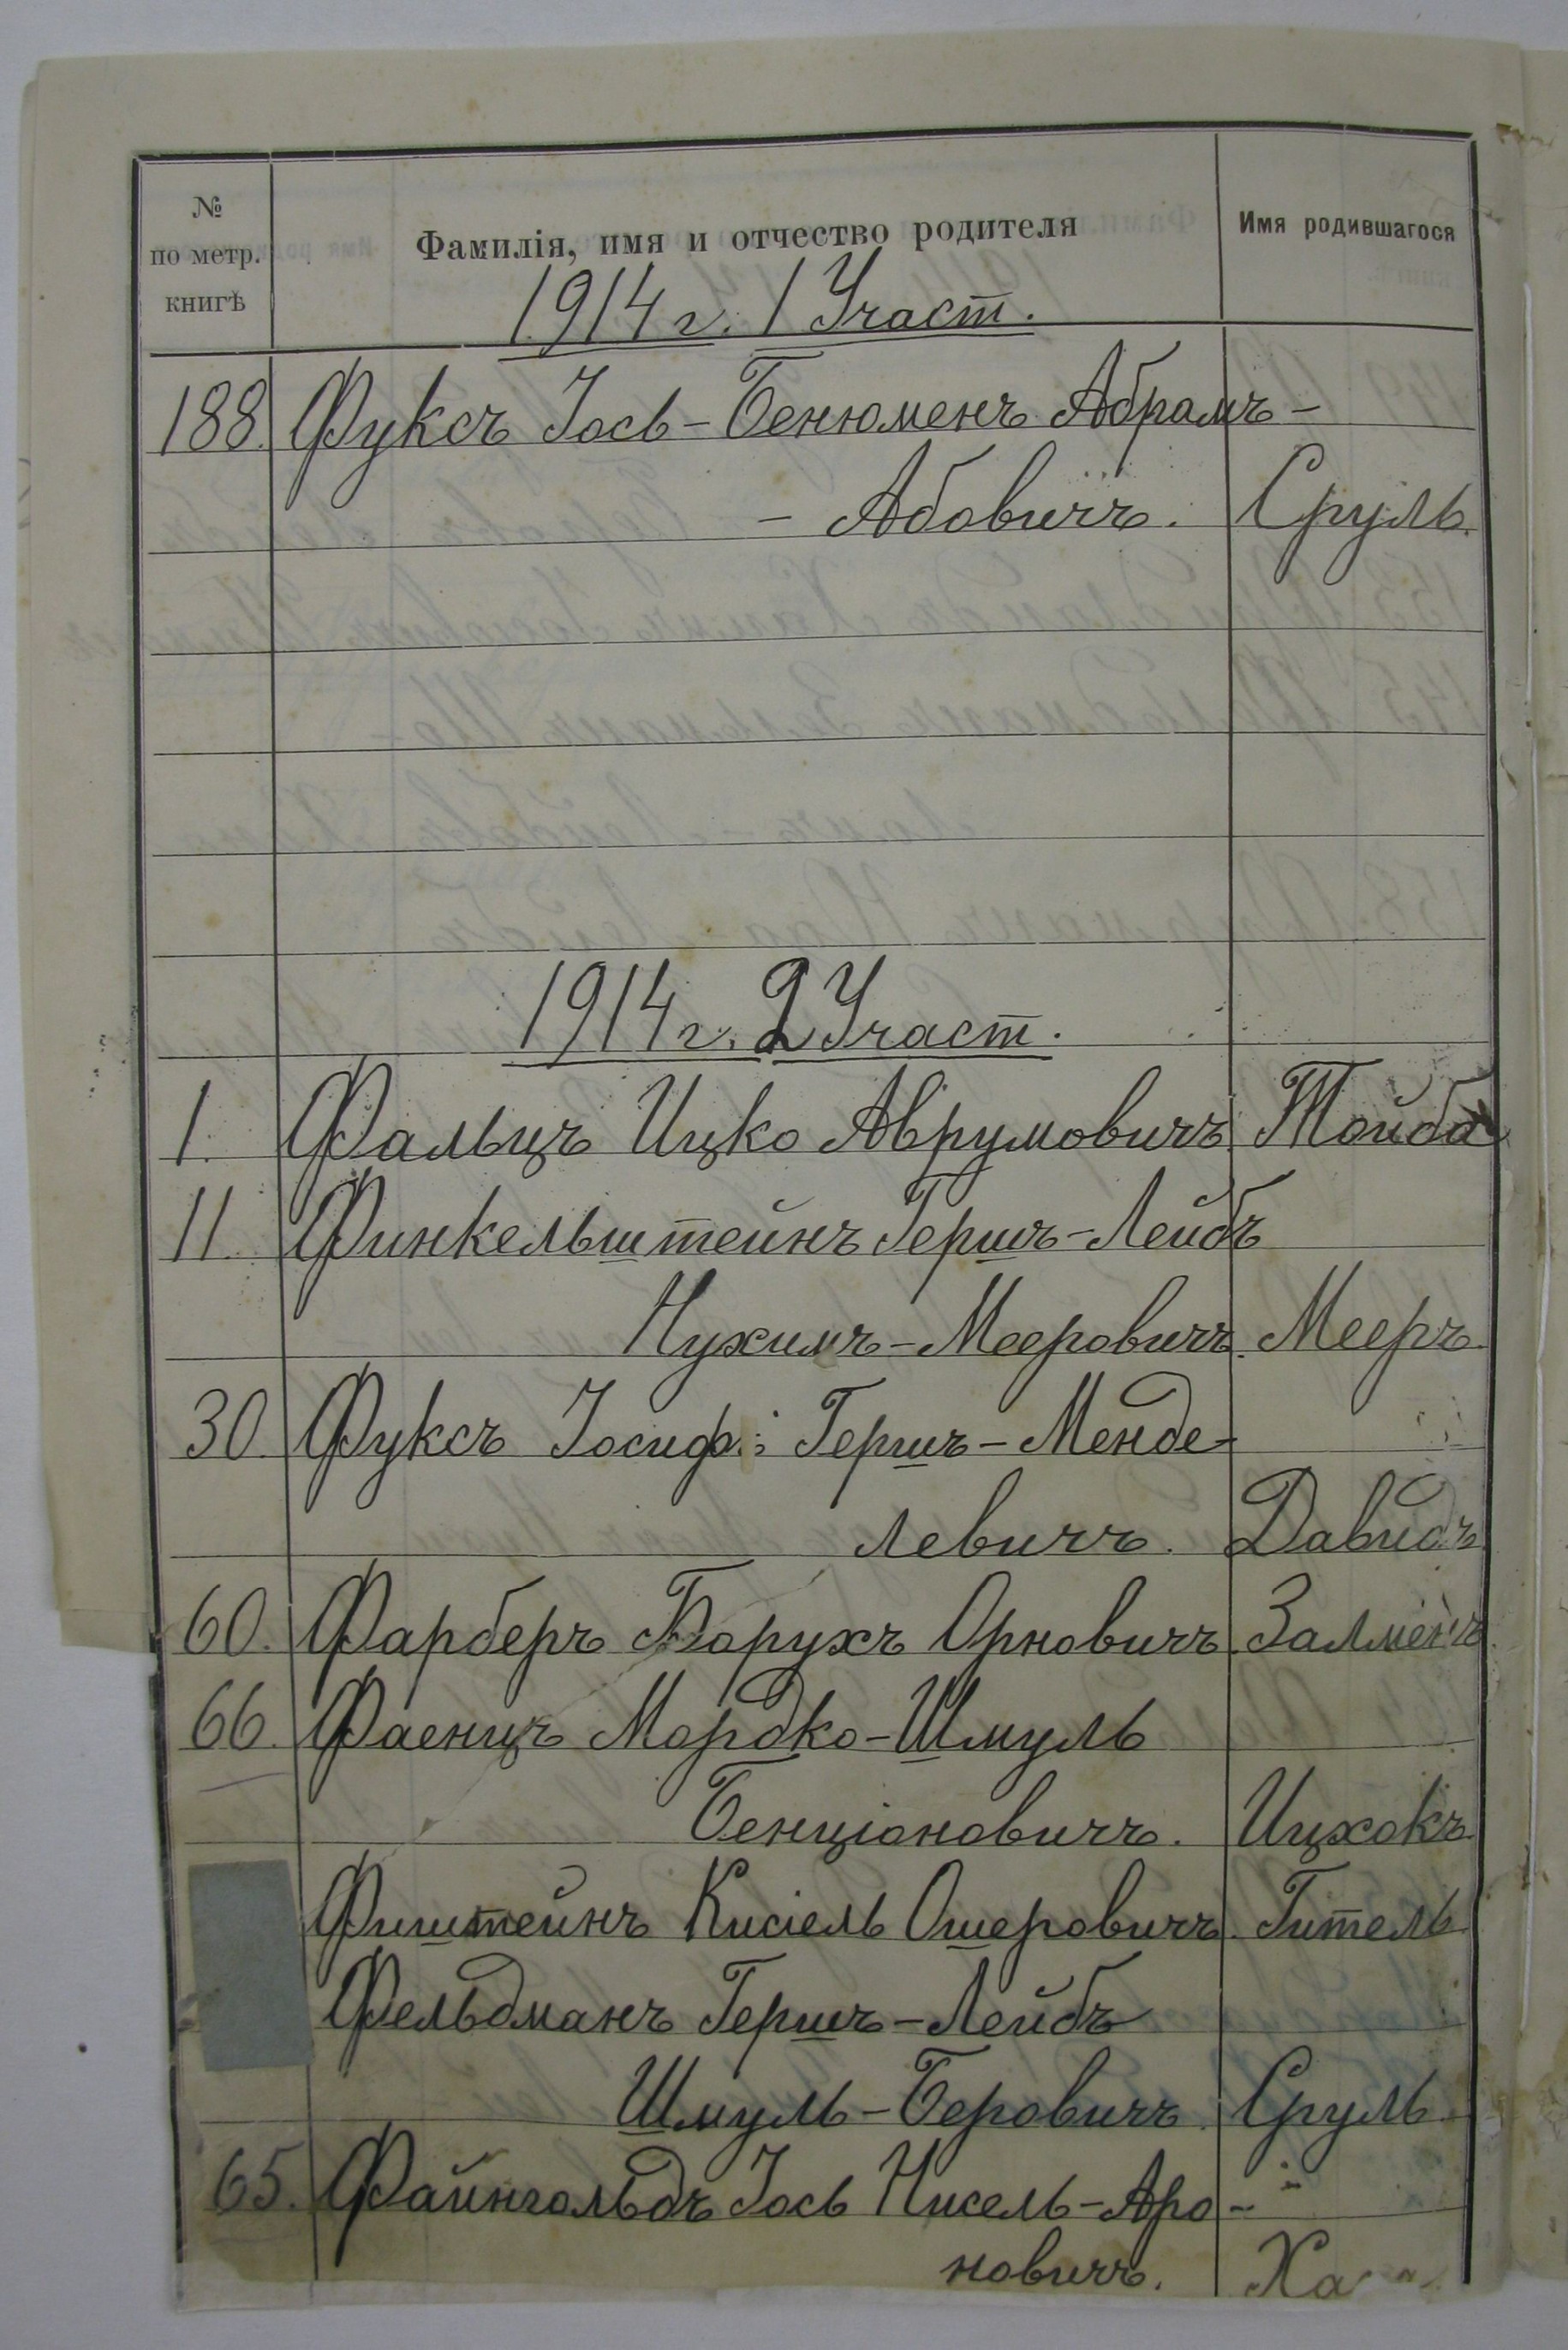 № по метр. книгѣ
Фамилія, имя и отчество родителя
Имя родившагося
1914 г. 1 Участ.
188. Фуксъ Іось-Бенюменъ Абрамъ-
- Абовичъ. Сруль.
1914 г. 2 Участ.
1. Фальцъ Ицко Аврумовичъ. Тойба
11. Финкельштейнъ Гершъ-Лейбъ
Нухимъ-Мееровичъ. Мееръ.
30. Фуксъ Іосиф Гершъ-Менде-
левичъ. Давидъ
60. Фарберъ Борухъ Орновичъ. Залменъ.
66. Фаенцъ Мордко-Шмуль
Бенціоновичъ. Ицхокъ.
Фиштейнъ Кисіель Ошеровичъ. Гитель.
Фельдманъ Гершъ-Лейбъ
Шмуль-Беровичъ. Сруль.
65. Файнгольдъ Іось Нисель-Аро-
новичъ.